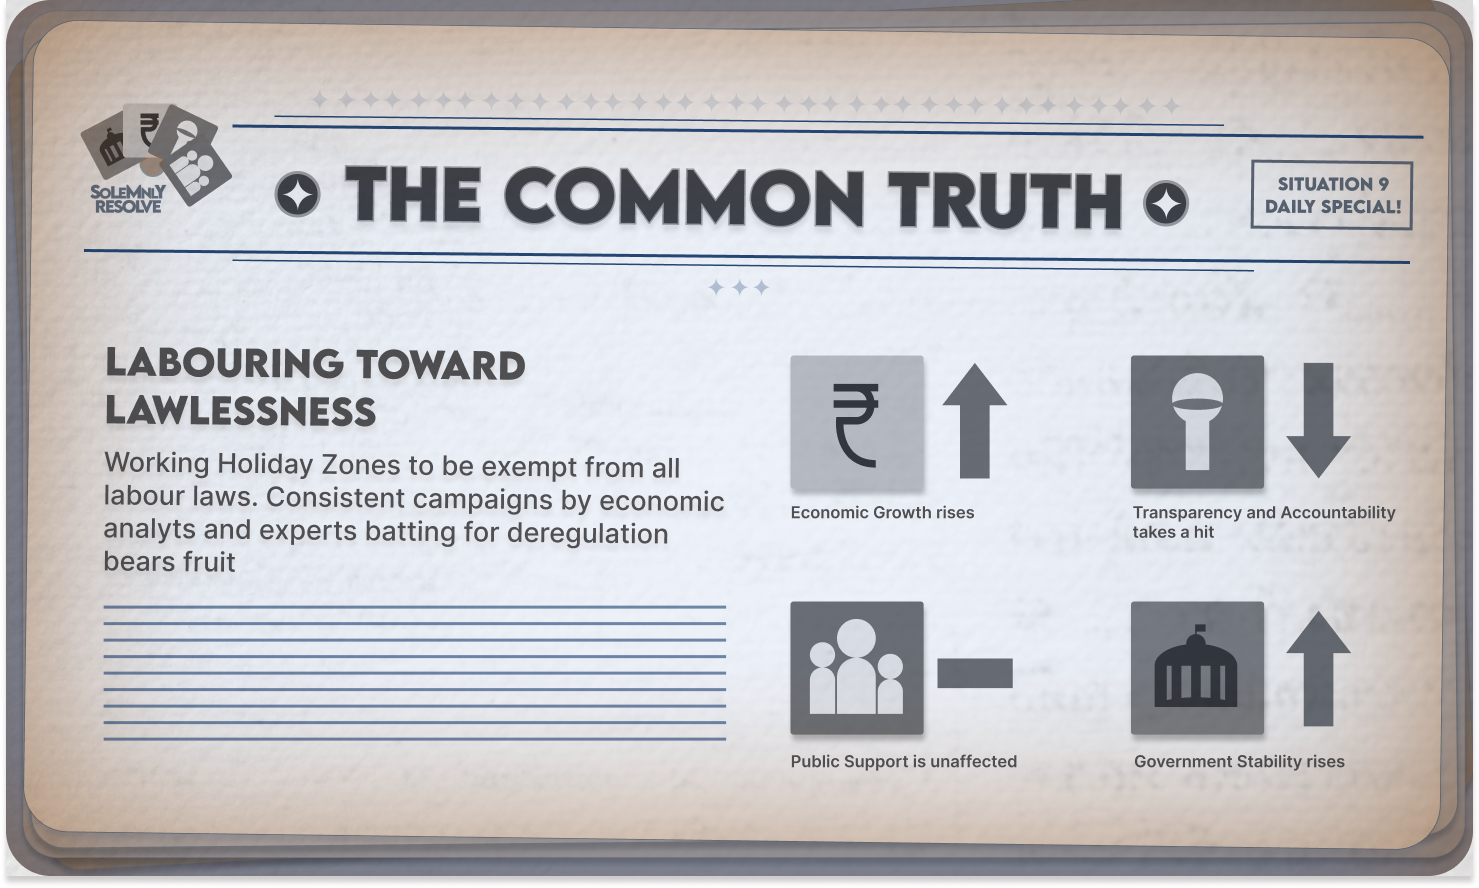 SOLEMNLY
RESOLVE
THE COMMON TRUTH
SITUATION 9
DAILY SPECIAL!
LABOURING TOWARD
LAWLESSNESS
Working Holiday Zones to be exempt from all
labour laws. Consistent campaigns by economic
analyts and experts batting for deregulation
bears fruit
₹
Economic Growth rises
Transparency and Accountability
takes a hit
Public Support is unaffected
Government Stability rises